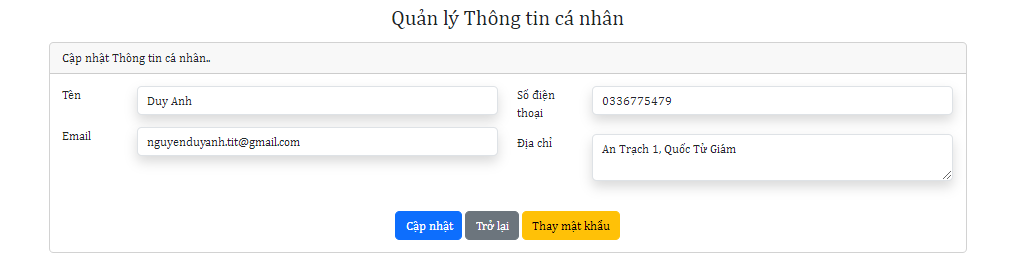 Quản lý Thông tin cá nhân
Cập nhật Thông tin cá nhân..
Tên
Duy Anh
Số điện
thoại
0336775479
Email
nguyenduyanh.tit@gmail.com
Địa chỉ
An Trạch 1, Quốc Tử Giám
Cập nhật
Trở lại
Thay mật khẩu